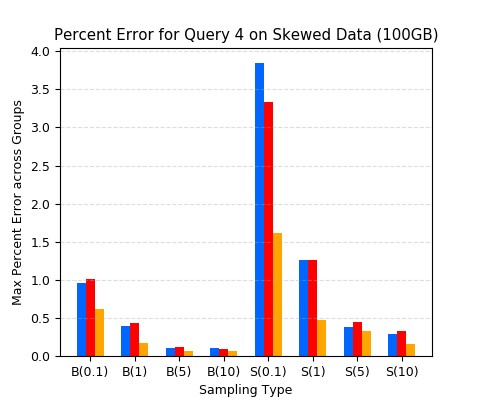 Percent Error for Query 4 on Skewed Data (100GB)
Max Percent Error across Groups
4.0
3.5
3.0
2.5
2.0
1.5
1.0
0.5
0.0
B(0.1) B(1) B(5) B(10) S(0.1) S(1) S(5) S(10)
Sampling Type